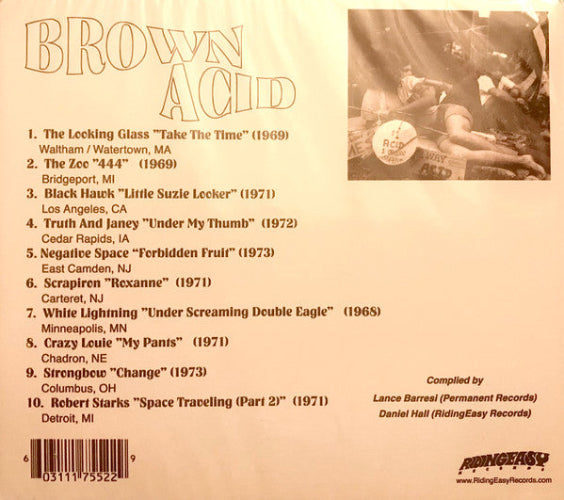 BROWN
ACID
1. The Looking Glass "Take The Time" (1969)
Waltham / Watertown, MA
2. The Zoo "444" (1969)
Bridgeport, MI
3. Black Hawk "Little Suzie Looker" (1971)
Los Angeles, CA
4. Truth And Janey "Under My Thumb" (1972)
Cedar Rapids, IA
5. Negative Space "Forbidden Fruit" (1973)
East Camden, NJ
6. Scrapiron "Roxanne" (1971)
Carteret, NJ
7. White Lightning "Under Screaming Double Eagle" (1968)
Minneapolis, MN
8. Crazy Louie "My Pants" (1971)
Chadron, NE
9. Strongbow "Change" (1973)
Columbus, OH
10. Robert Starks "Space Traveling (Part 2)" (1971)
Detroit, MI
ACID
ACID
Compiled by
Lance Barresi (Permanent Records)
Daniel Hall (RidingEasy Records)
6 03111 75522 9
RIDINGEASY
RECORDS
www.RidingEasyRecords.com